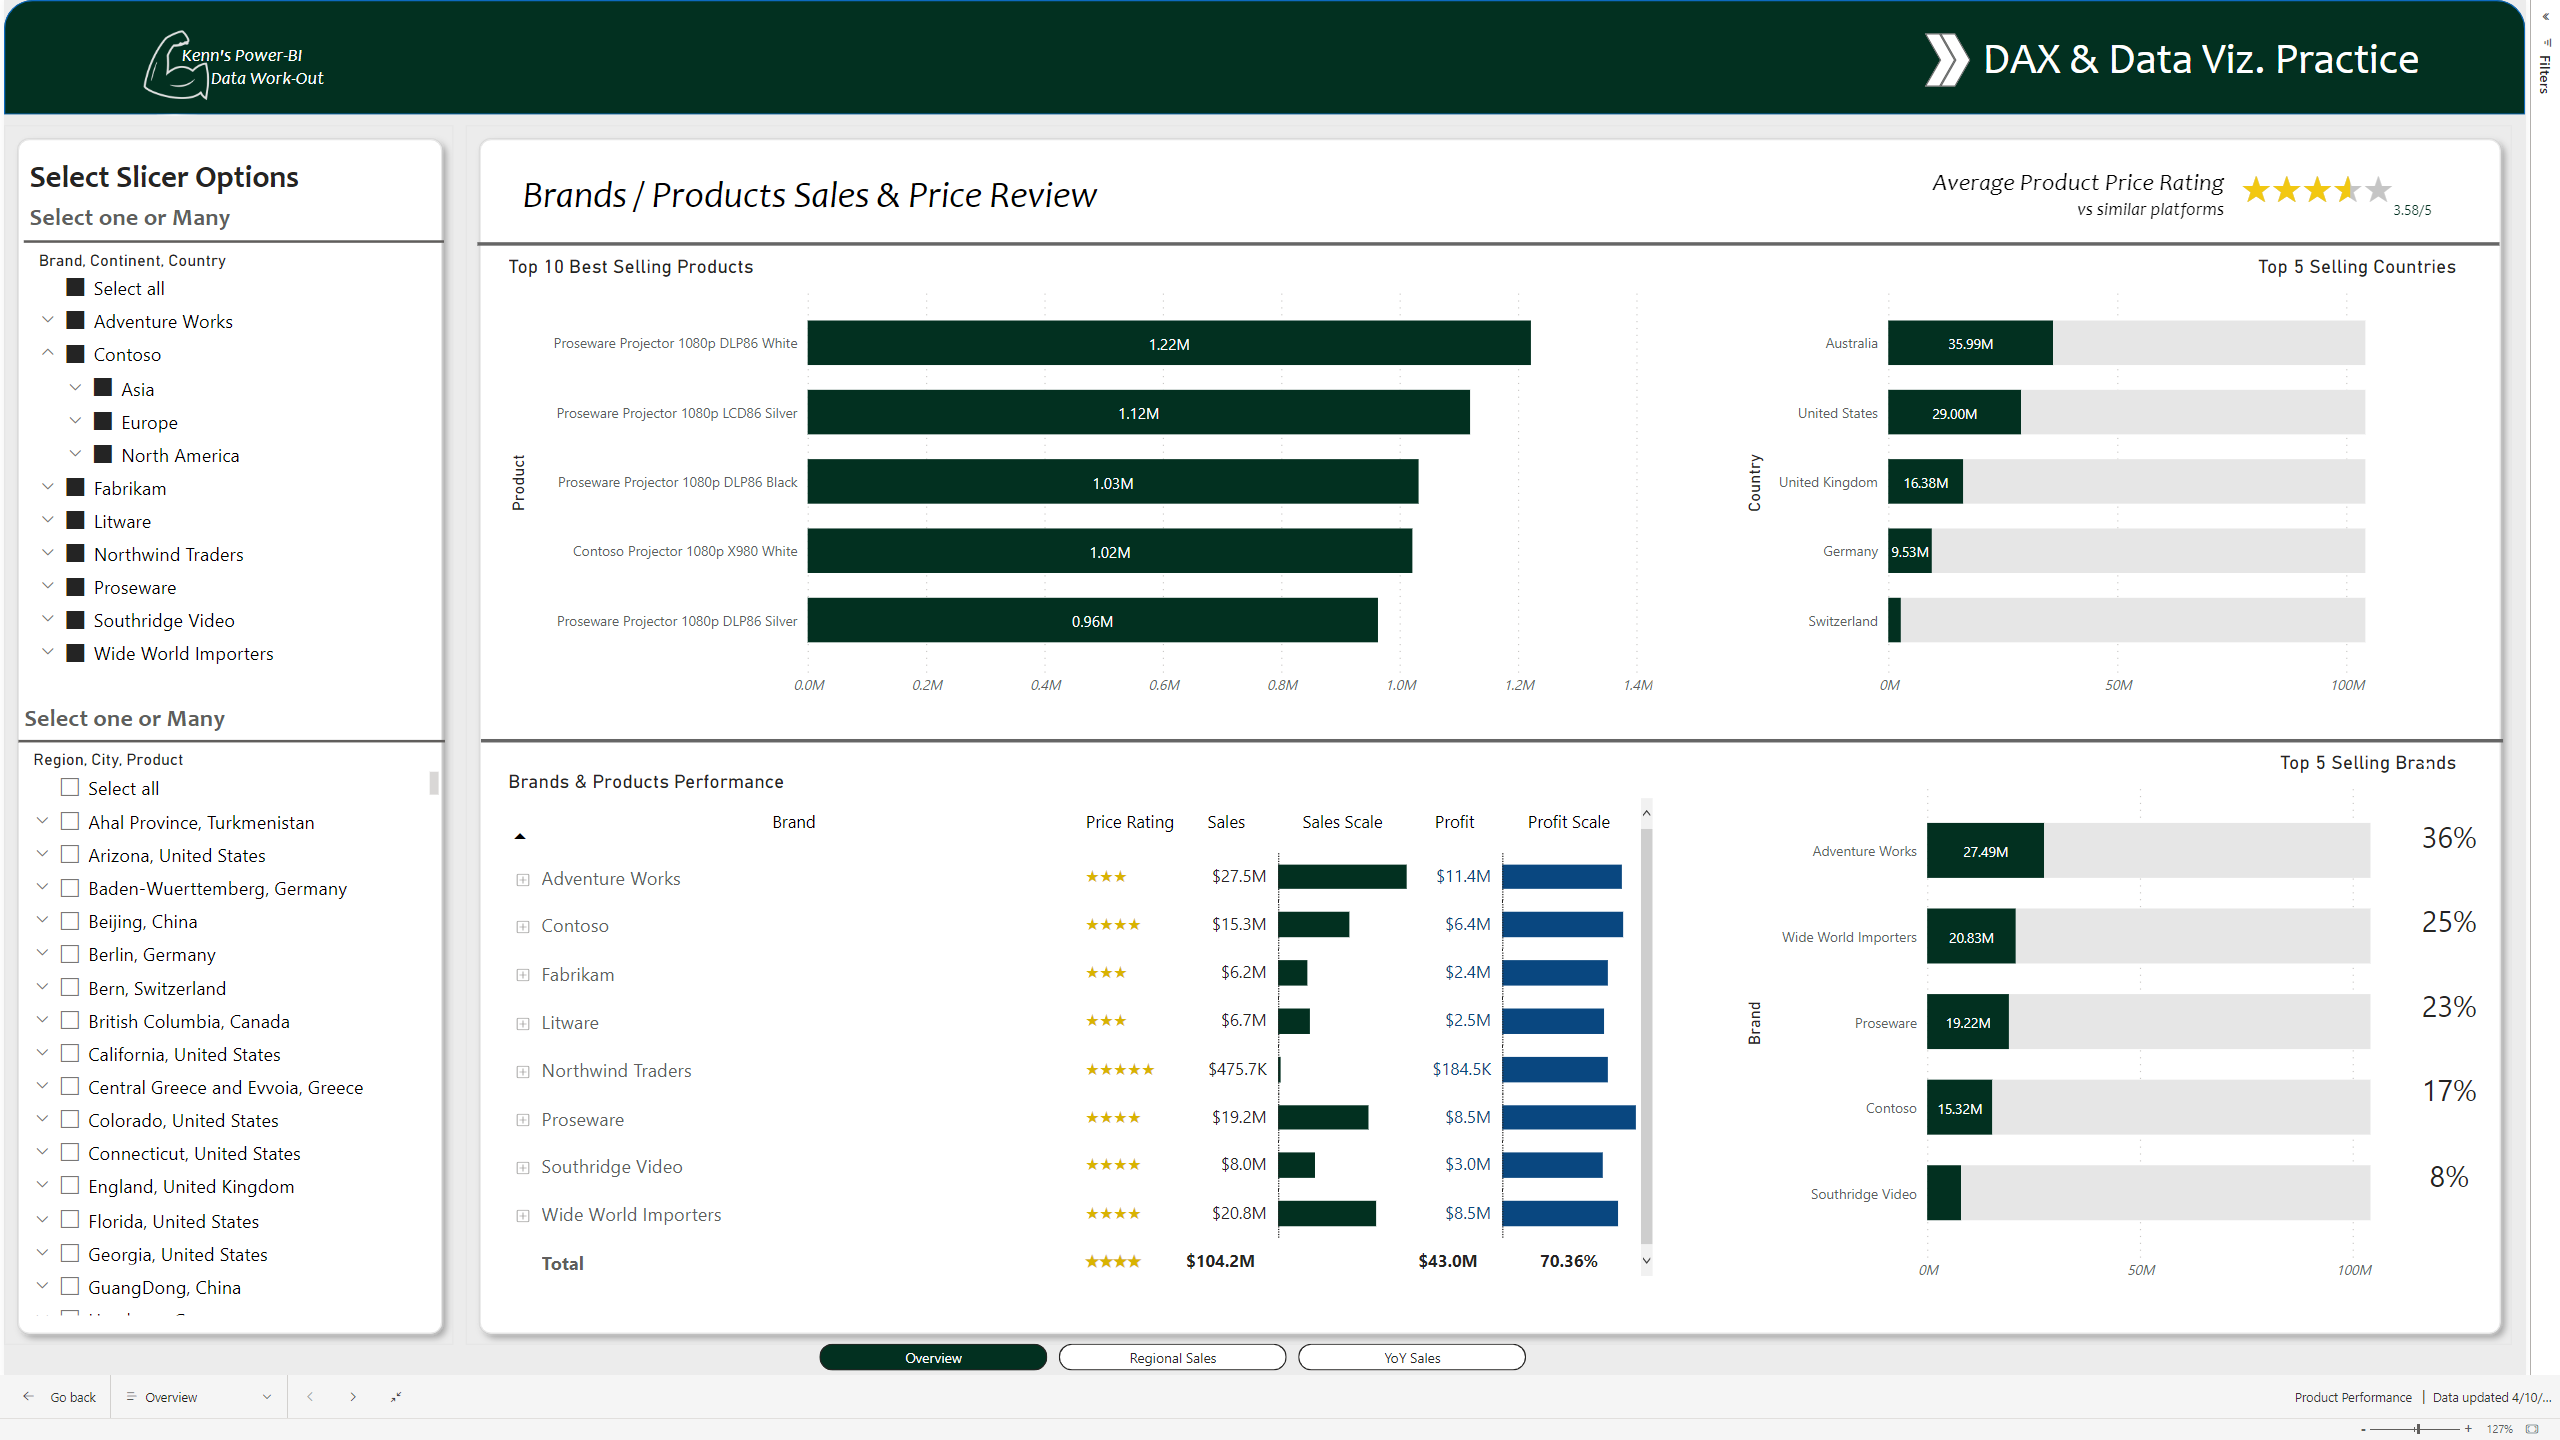 Kenn's Power-BI
Data Work-Out
DAX & Data Viz. Practice
Filters
Select Slicer Options
Select one or Many
Brand, Continent, Country
Select all
Adventure Works
Contoso
Asia
Europe
North America
Fabrikam
Litware
Northwind Traders
Proseware
Southridge Video
Wide World Importers
Select one or Many
Region, City, Product
Select all
Ahal Province, Turkmenistan
Arizona, United States
Baden-Wuerttemberg, Germany
Beijing, China
Berlin, Germany
Bern, Switzerland
British Columbia, Canada
California, United States
Central Greece and Evvoia, Greece
Colorado, United States
Connecticut, United States
England, United Kingdom
Florida, United States
Georgia, United States
GuangDong, China
Brands / Products Sales & Price Review
Average Product Price Rating
vs similar platforms
3.58/5
Top 10 Best Selling Products
Product
Proseware Projector 1080p DLP86 White 1.22M
Proseware Projector 1080p LCD86 Silver 1.12M
Proseware Projector 1080p DLP86 Black 1.03M
Contoso Projector 1080p X980 White 1.02M
Proseware Projector 1080p DLP86 Silver 0.96M
0.0M 0.2M 0.4M 0.6M 0.8M 1.0M 1.2M 1.4M
Top 5 Selling Countries
Country
Australia 35.99M
United States 29.00M
United Kingdom 16.38M
Germany 9.53M
Switzerland
0M 50M 100M
Brands & Products Performance
Brand Price Rating Sales Sales Scale Profit Profit Scale
Adventure Works $27.5M $11.4M
Contoso $15.3M $6.4M
Fabrikam $6.2M $2.4M
Litware $6.7M $2.5M
Northwind Traders $475.7K $184.5K
Proseware $19.2M $8.5M
Southridge Video $8.0M $3.0M
Wide World Importers $20.8M $8.5M
Total $104.2M $43.0M 70.36%
Top 5 Selling Brands
Brand
Adventure Works 27.49M 36%
Wide World Importers 20.83M 25%
Proseware 19.22M 23%
Contoso 15.32M 17%
Southridge Video 8%
0M 50M 100M
Overview
Regional Sales
YoY Sales
Go back
Overview
Product Performance | Data updated 4/10/...
- + 127%